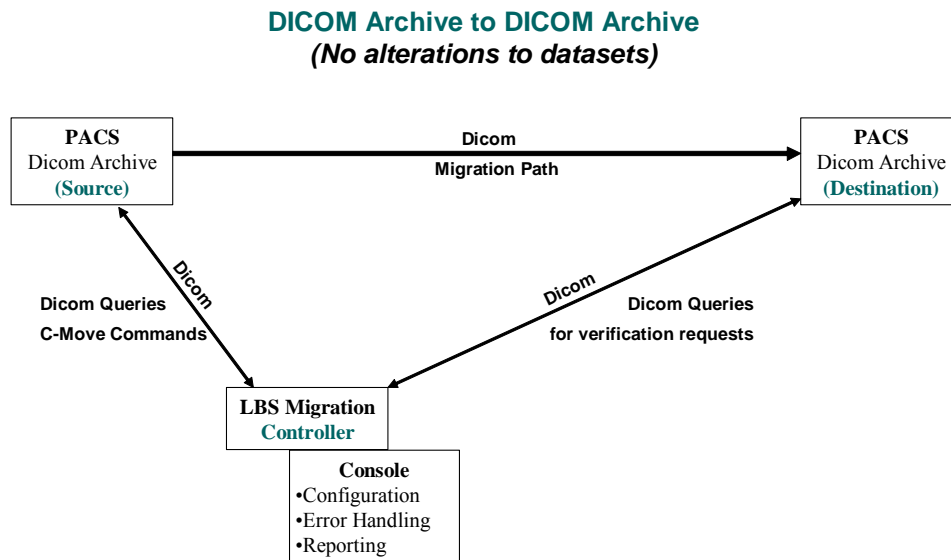 DICOM Archive to DICOM Archive
(No alterations to datasets)
PACS
Dicom Archive
(Source)
Dicom
Migration Path
PACS
Dicom Archive
(Destination)
Dicom
Dicom Queries
C-Move Commands
Dicom
Dicom Queries
for verification requests
LBS Migration
Controller
Console
•Configuration
•Error Handling
•Reporting